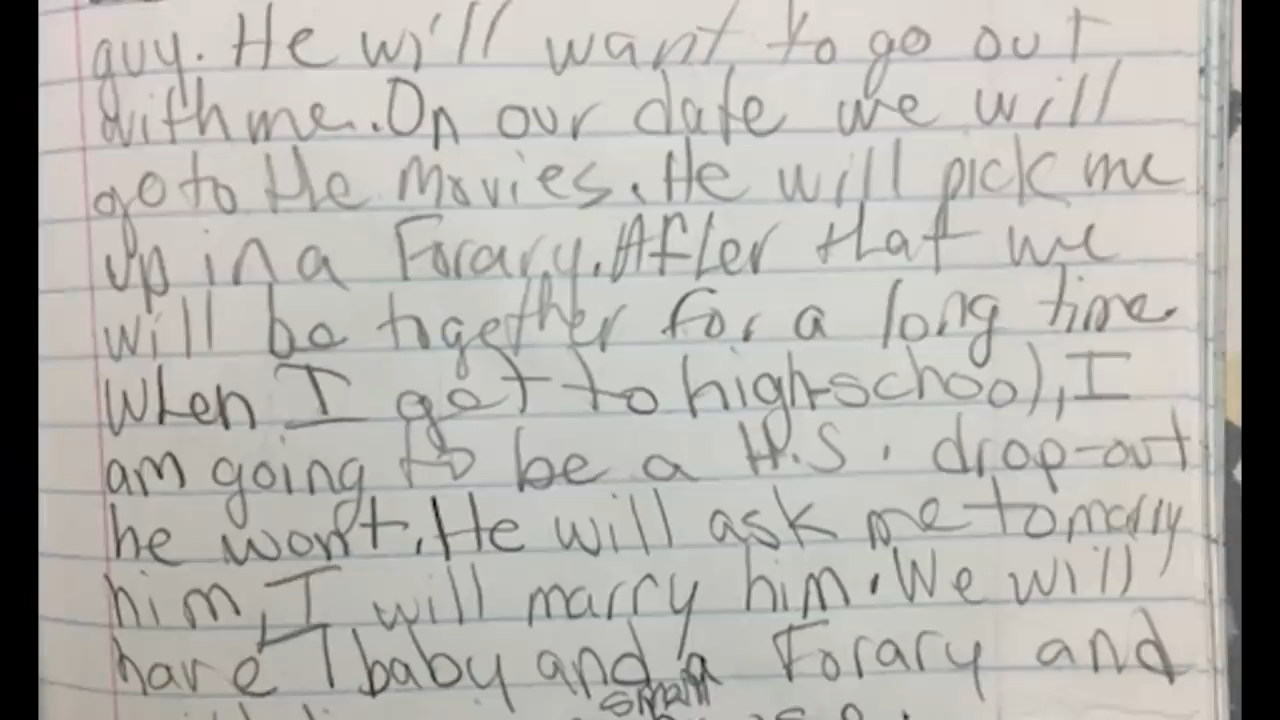 guy. He will want to go out
with me. On our date we will
go to the movies. He will pick me
up in a Forary. After that we
will be together for a long time.
When I get to high-school, I
am going to be a H.S. drop-out
he won't. He will ask me to marry
him, I will marry him. We will
have 1 baby and a Forary and
small